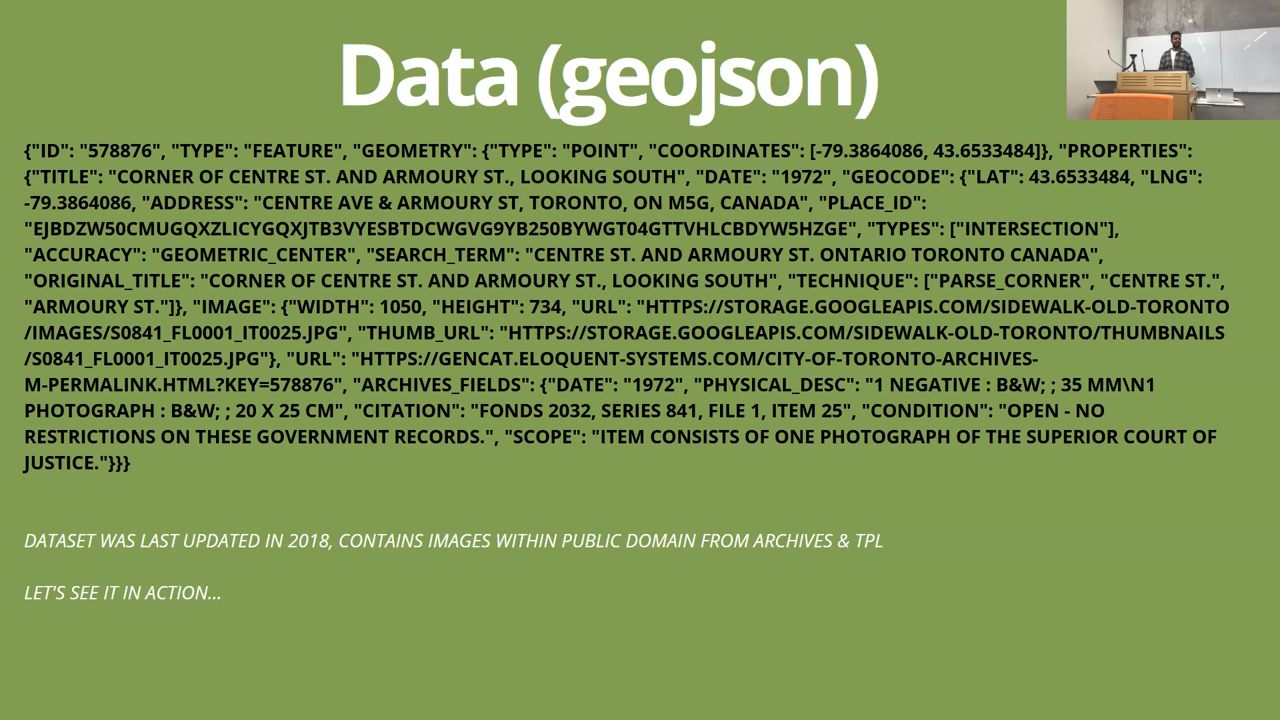 Data (geojson)
{"ID": "578876", "TYPE": "FEATURE", "GEOMETRY": {"TYPE": "POINT", "COORDINATES": [-79.3864086, 43.6533484]}, "PROPERTIES":
{"TITLE": "CORNER OF CENTRE ST. AND ARMOURY ST., LOOKING SOUTH", "DATE": "1972", "GEOCODE": {"LAT": 43.6533484, "LNG":
-79.3864086, "ADDRESS": "CENTRE AVE & ARMOURY ST, TORONTO, ON M5G, CANADA", "PLACE_ID":
"EJBDZW50CMUGQXZLICYGQXJTB3VYESBTDCWGVG9YB250BYWGT04GTTVHLCBDYW5HZGE", "TYPES": ["INTERSECTION"],
"ACCURACY": "GEOMETRIC_CENTER", "SEARCH_TERM": "CENTRE ST. AND ARMOURY ST. ONTARIO TORONTO CANADA",
"ORIGINAL_TITLE": "CORNER OF CENTRE ST. AND ARMOURY ST., LOOKING SOUTH", "TECHNIQUE": ["PARSE_CORNER", "CENTRE ST.",
"ARMOURY ST."]}, "IMAGE": {"WIDTH": 1050, "HEIGHT": 734, "URL": "HTTPS://STORAGE.GOOGLEAPIS.COM/SIDEWALK-OLD-TORONTO
/IMAGES/S0841_FL0001_IT0025.JPG", "THUMB_URL": "HTTPS://STORAGE.GOOGLEAPIS.COM/SIDEWALK-OLD-TORONTO/THUMBNAILS
/S0841_FL0001_IT0025.JPG"}, "URL": "HTTPS://GENCAT.ELOQUENT-SYSTEMS.COM/CITY-OF-TORONTO-ARCHIVES-
M-PERMALINK.HTML?KEY=578876", "ARCHIVES_FIELDS": {"DATE": "1972", "PHYSICAL_DESC": "1 NEGATIVE : B&W; ; 35 MM\N1
PHOTOGRAPH : B&W; ; 20 X 25 CM", "CITATION": "FONDS 2032, SERIES 841, FILE 1, ITEM 25", "CONDITION": "OPEN - NO
RESTRICTIONS ON THESE GOVERNMENT RECORDS.", "SCOPE": "ITEM CONSISTS OF ONE PHOTOGRAPH OF THE SUPERIOR COURT OF
JUSTICE."}}}
DATASET WAS LAST UPDATED IN 2018, CONTAINS IMAGES WITHIN PUBLIC DOMAIN FROM ARCHIVES & TPL
LET'S SEE IT IN ACTION...